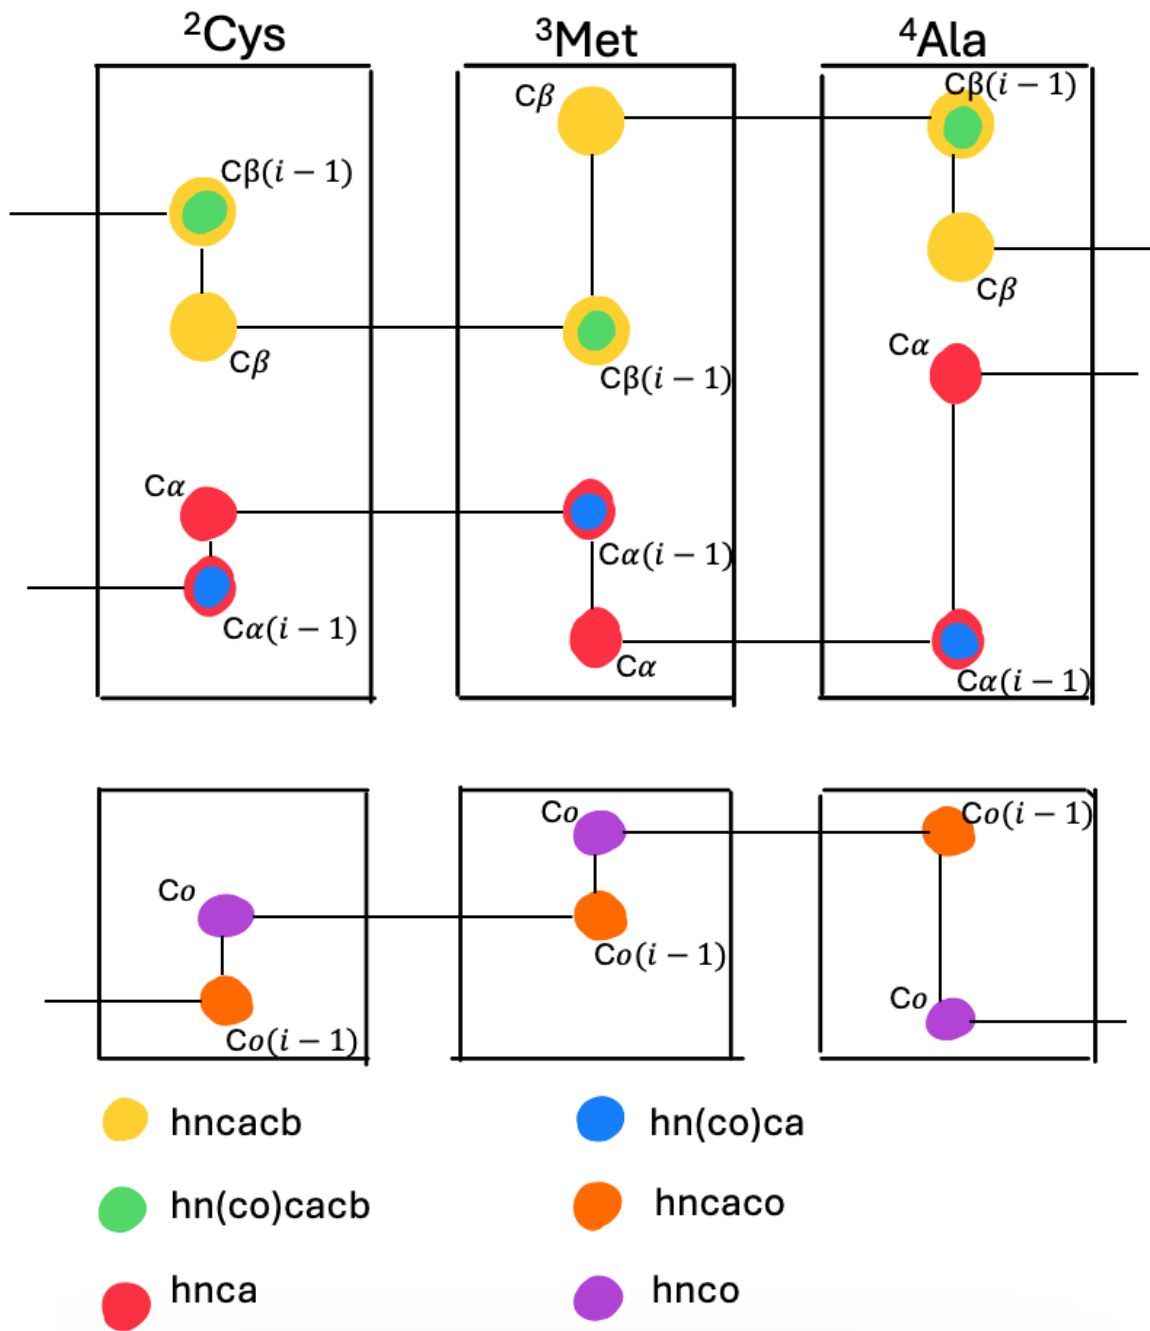 ²Cys ³Met ⁴Ala
Cβ Cβ(i − 1)
Cβ(i − 1)
Cβ
Cβ
Cα
Cβ Cβ(i − 1)
Cα
Cα(i − 1)
Cα(i − 1) Cα Cα(i − 1)
Co Co(i − 1)
Co
Co(i − 1)
Co
Co(i − 1)
hncacb hn(co)ca
hn(co)cacb hncaco
hnca hnco